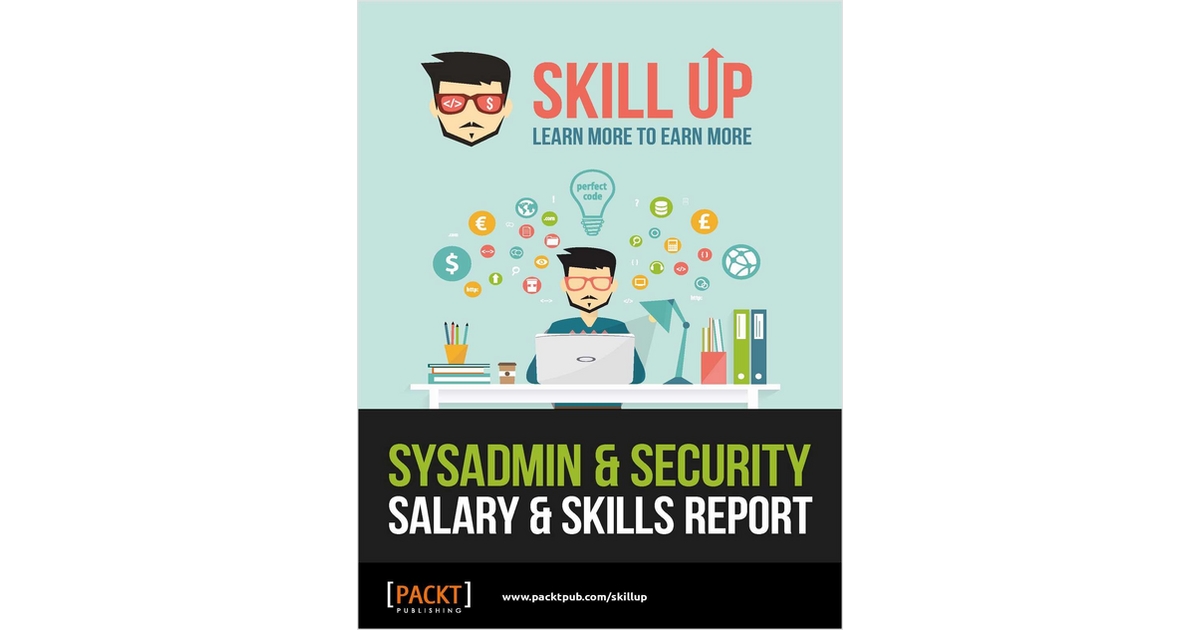 SKILL UP
LEARN MORE TO EARN MORE
</>
$
perfect
code
€
£
$
http:
</>
SYSADMIN & SECURITY
SALARY & SKILLS REPORT
[PACKT]
PUBLISHING
www.packtpub.com/skillup